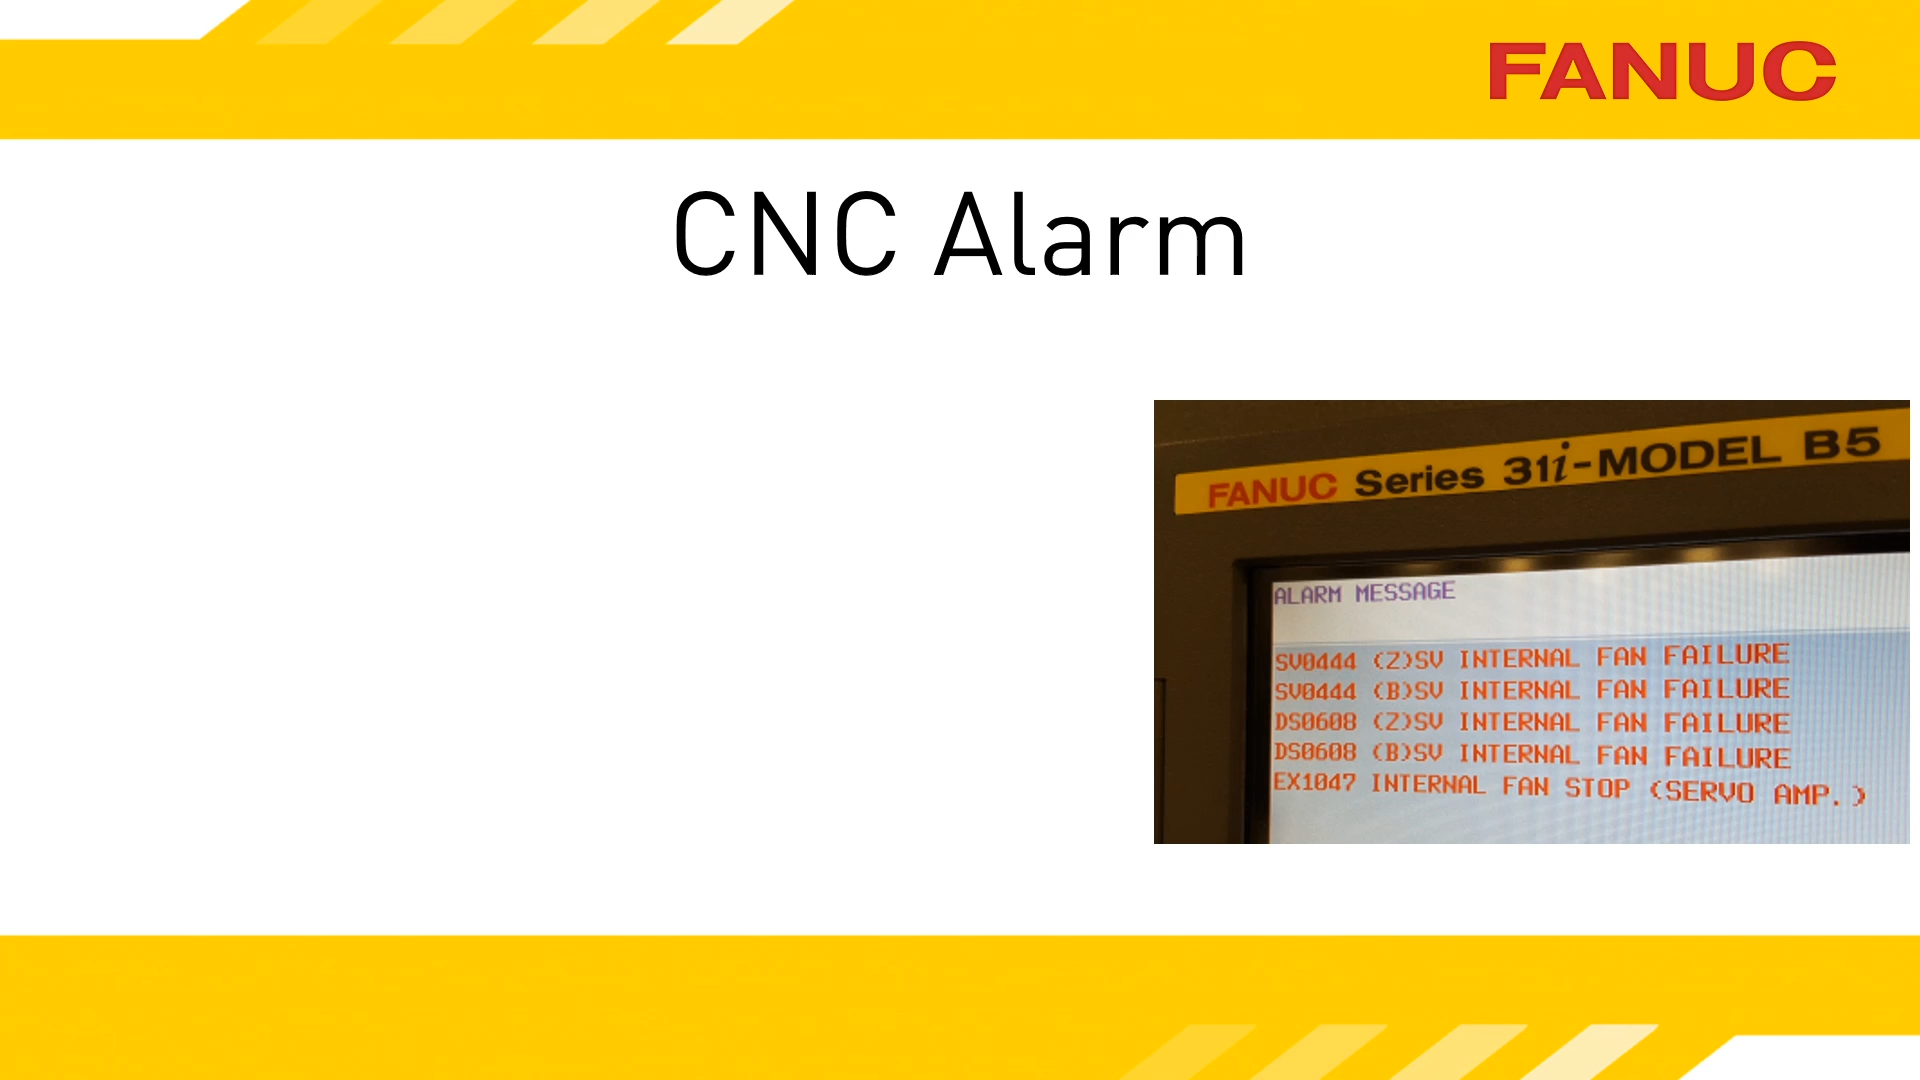 FANUC
CNC Alarm
FANUC Series 31i-MODEL B5
ALARM MESSAGE
SV0444 (Z)SV INTERNAL FAN FAILURE
SV0444 (B)SV INTERNAL FAN FAILURE
DS0608 (Z)SV INTERNAL FAN FAILURE
DS0608 (B)SV INTERNAL FAN FAILURE
EX1047 INTERNAL FAN STOP (SERVO AMP.)